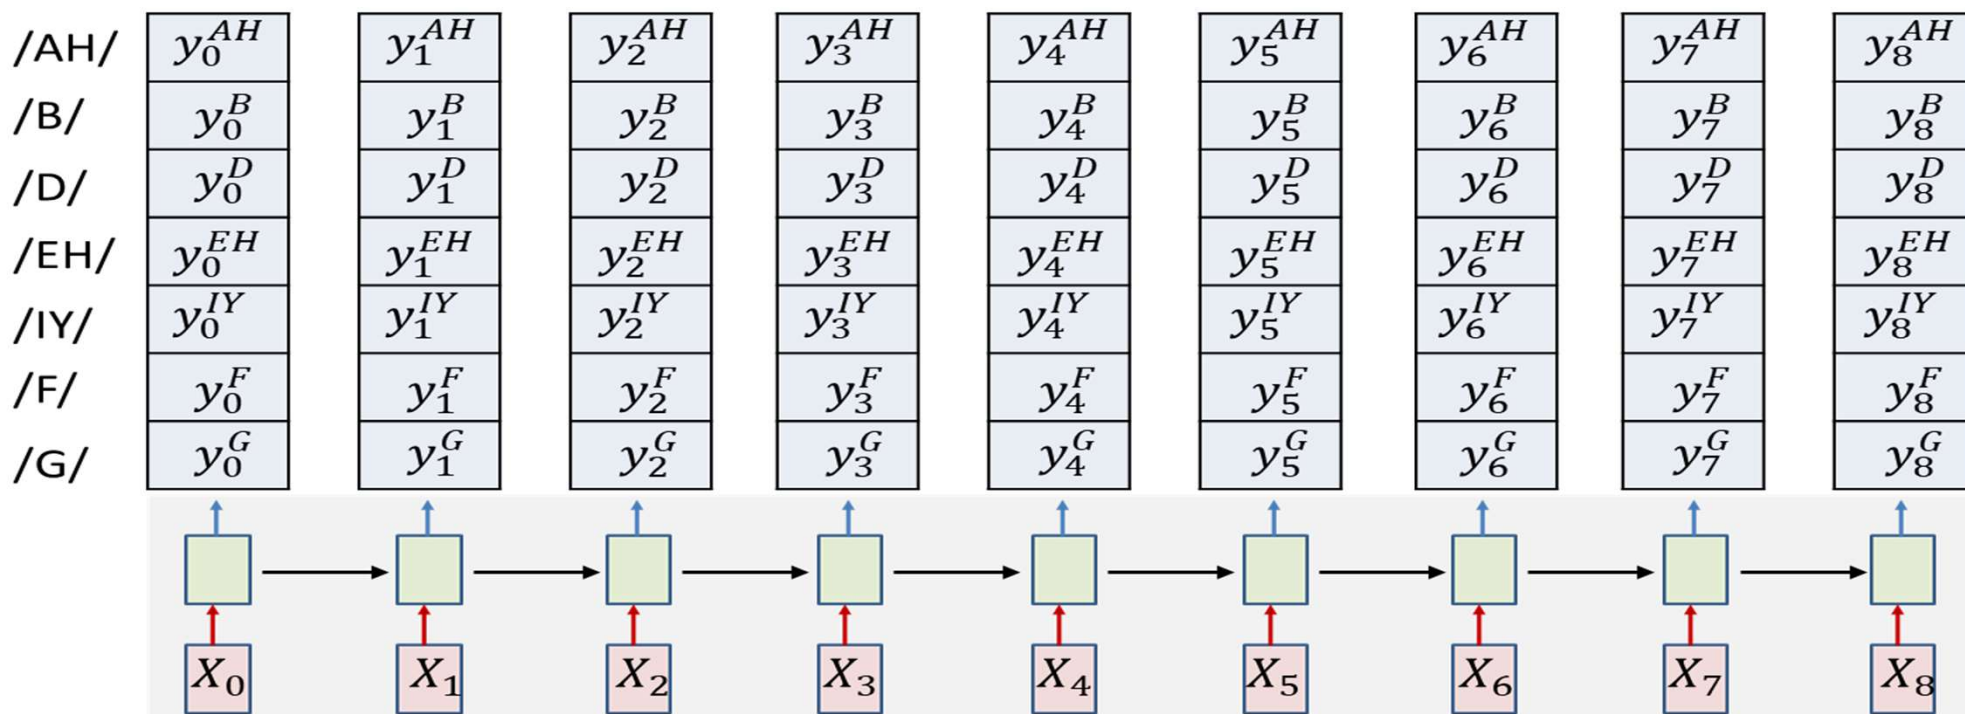 /AH/ y_0^{AH} y_1^{AH} y_2^{AH} y_3^{AH} y_4^{AH} y_5^{AH} y_6^{AH} y_7^{AH} y_8^{AH}
/B/ y_0^B y_1^B y_2^B y_3^B y_4^B y_5^B y_6^B y_7^B y_8^B
/D/ y_0^D y_1^D y_2^D y_3^D y_4^D y_5^D y_6^D y_7^D y_8^D
/EH/ y_0^{EH} y_1^{EH} y_2^{EH} y_3^{EH} y_4^{EH} y_5^{EH} y_6^{EH} y_7^{EH} y_8^{EH}
/IY/ y_0^{IY} y_1^{IY} y_2^{IY} y_3^{IY} y_4^{IY} y_5^{IY} y_6^{IY} y_7^{IY} y_8^{IY}
/F/ y_0^F y_1^F y_2^F y_3^F y_4^F y_5^F y_6^F y_7^F y_8^F
/G/ y_0^G y_1^G y_2^G y_3^G y_4^G y_5^G y_6^G y_7^G y_8^G
X_0 X_1 X_2 X_3 X_4 X_5 X_6 X_7 X_8